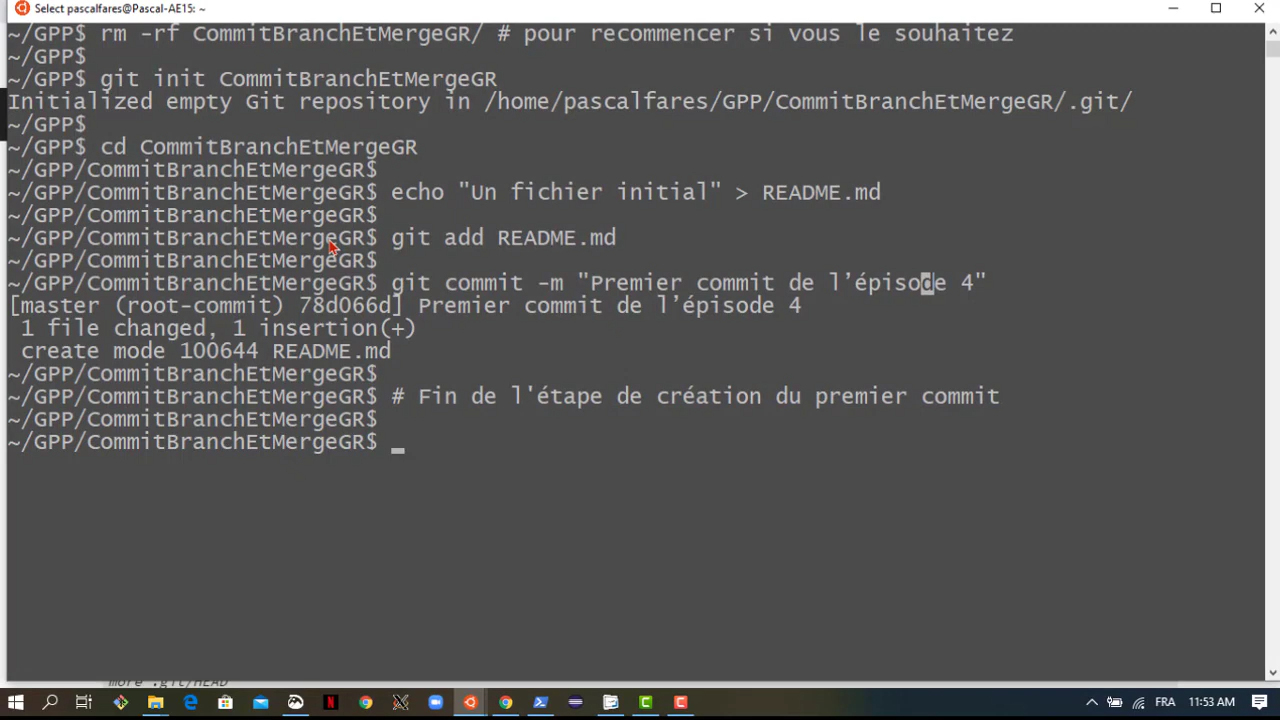 Select pascalfares@Pascal-AE15: ~
~/GPP$ rm -rf CommitBranchEtMergeGR/ # pour recommencer si vous le souhaitez
~/GPP$
~/GPP$ git init CommitBranchEtMergeGR
Initialized empty Git repository in /home/pascalfares/GPP/CommitBranchEtMergeGR/.git/
~/GPP$
~/GPP$ cd CommitBranchEtMergeGR
~/GPP/CommitBranchEtMergeGR$
~/GPP/CommitBranchEtMergeGR$ echo "Un fichier initial" > README.md
~/GPP/CommitBranchEtMergeGR$
~/GPP/CommitBranchEtMergeGR$ git add README.md
~/GPP/CommitBranchEtMergeGR$
~/GPP/CommitBranchEtMergeGR$ git commit -m "Premier commit de l’épisode 4"
[master (root-commit) 78d066d] Premier commit de l’épisode 4
1 file changed, 1 insertion(+)
create mode 100644 README.md
~/GPP/CommitBranchEtMergeGR$
~/GPP/CommitBranchEtMergeGR$ # Fin de l'étape de création du premier commit
~/GPP/CommitBranchEtMergeGR$
~/GPP/CommitBranchEtMergeGR$
more .git/HEAD
FRA
11:53 AM